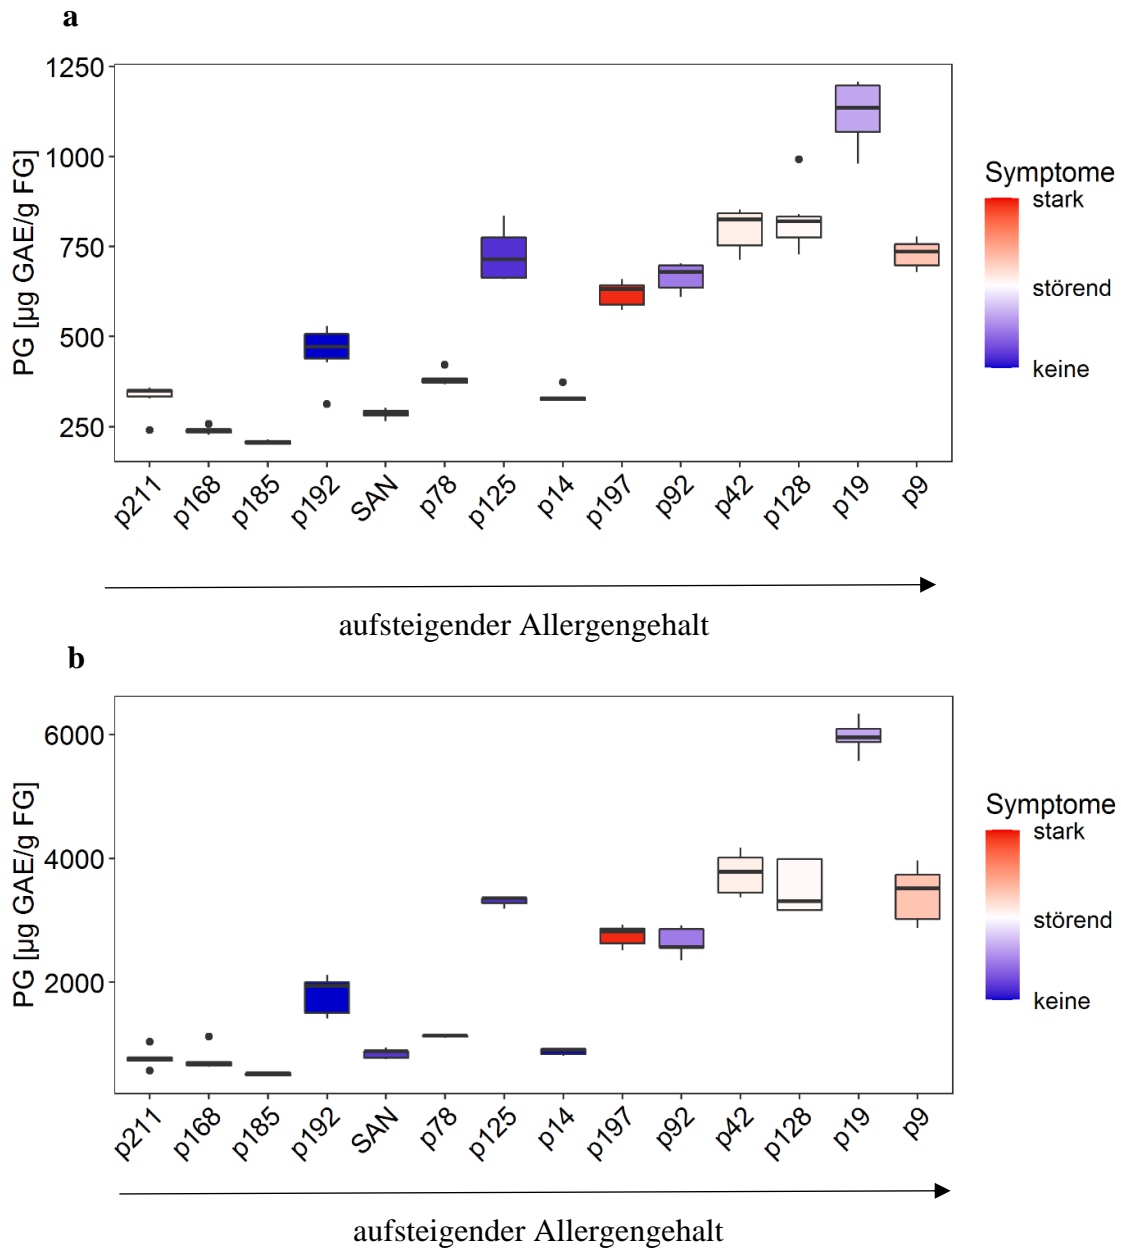 a
PG [µg GAE/g FG]
1250
1000
750
500
250
p211 p168 p185 p192 SAN p78 p125 p14 p197 p92 p42 p128 p19 p9
Symptome
stark
störend
keine
aufsteigender Allergengehalt
b
PG [µg GAE/g FG]
6000
4000
2000
p211 p168 p185 p192 SAN p78 p125 p14 p197 p92 p42 p128 p19 p9
Symptome
stark
störend
keine
aufsteigender Allergengehalt